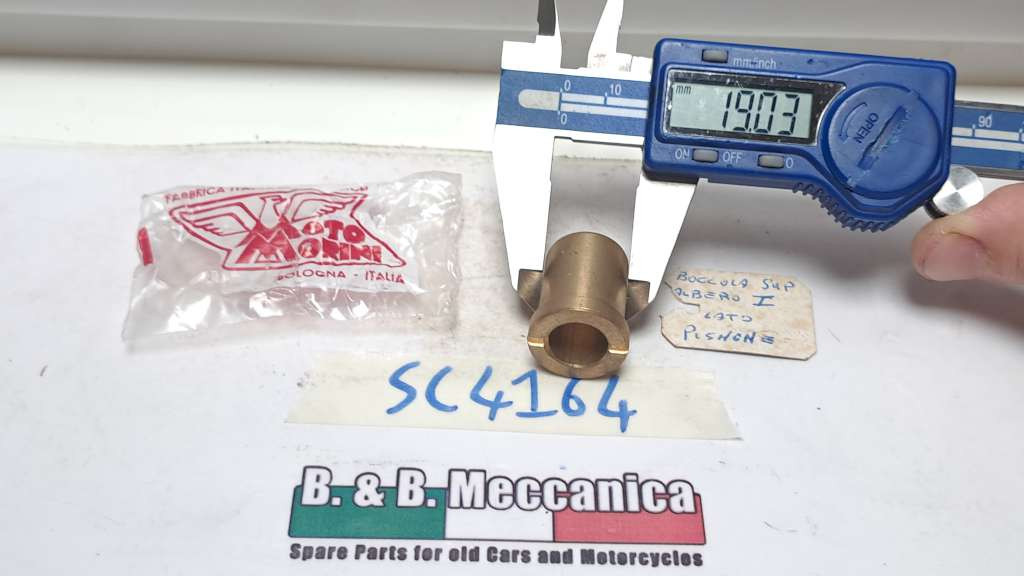 mm/inch
mm
19.03
0 10
0
90
ON OFF 0
OPEN
MOTO
MORINI
BOLOGNA - ITALIA
BOCCOLA SUP
ALBERO I
LATO
PIGNONE
SC4164
B. & B. Meccanica
Spare Parts for old Cars and Motorcycles